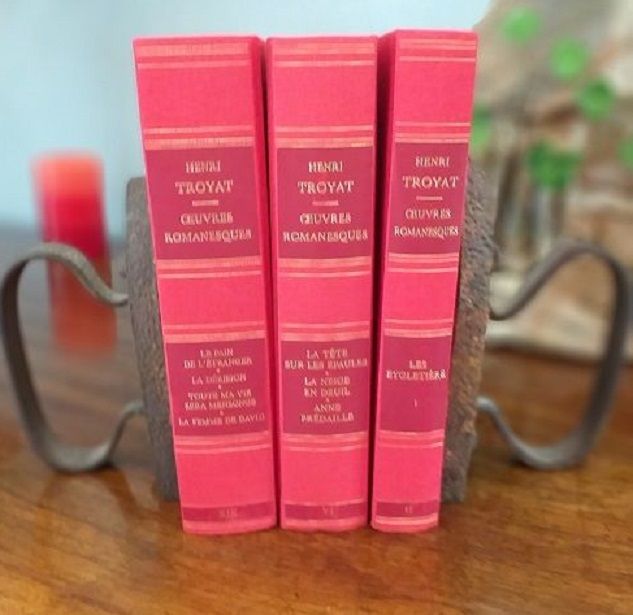 HENRI
TROYAT
ŒUVRES
ROMANESQUES
LE PAIN
DE L'ÉTRANGER
LA DÉRISION
TOUTE MA VIE
SERA MENSONGE
LA FEMME DE DAVID
HENRI
TROYAT
ŒUVRES
ROMANESQUES
LA TÊTE
SUR LES ÉPAULES
LA NEIGE
EN DEUIL
ANNE
PRÉDAILLE
VI
HENRI
TROYAT
ŒUVRES
ROMANESQUES
LES
EYGLETIÈRE
I